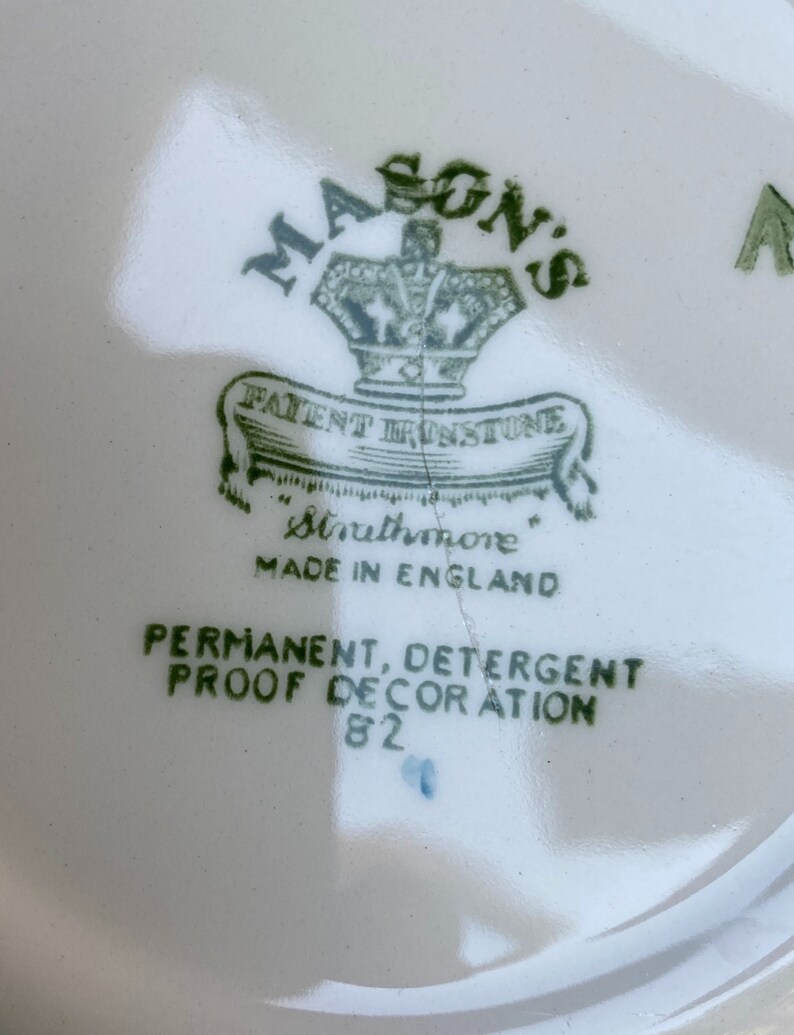 MASON'S
PATENT IRONSTONE
"Strathmore"
MADE IN ENGLAND
PERMANENT, DETERGENT
PROOF DECORATION
82